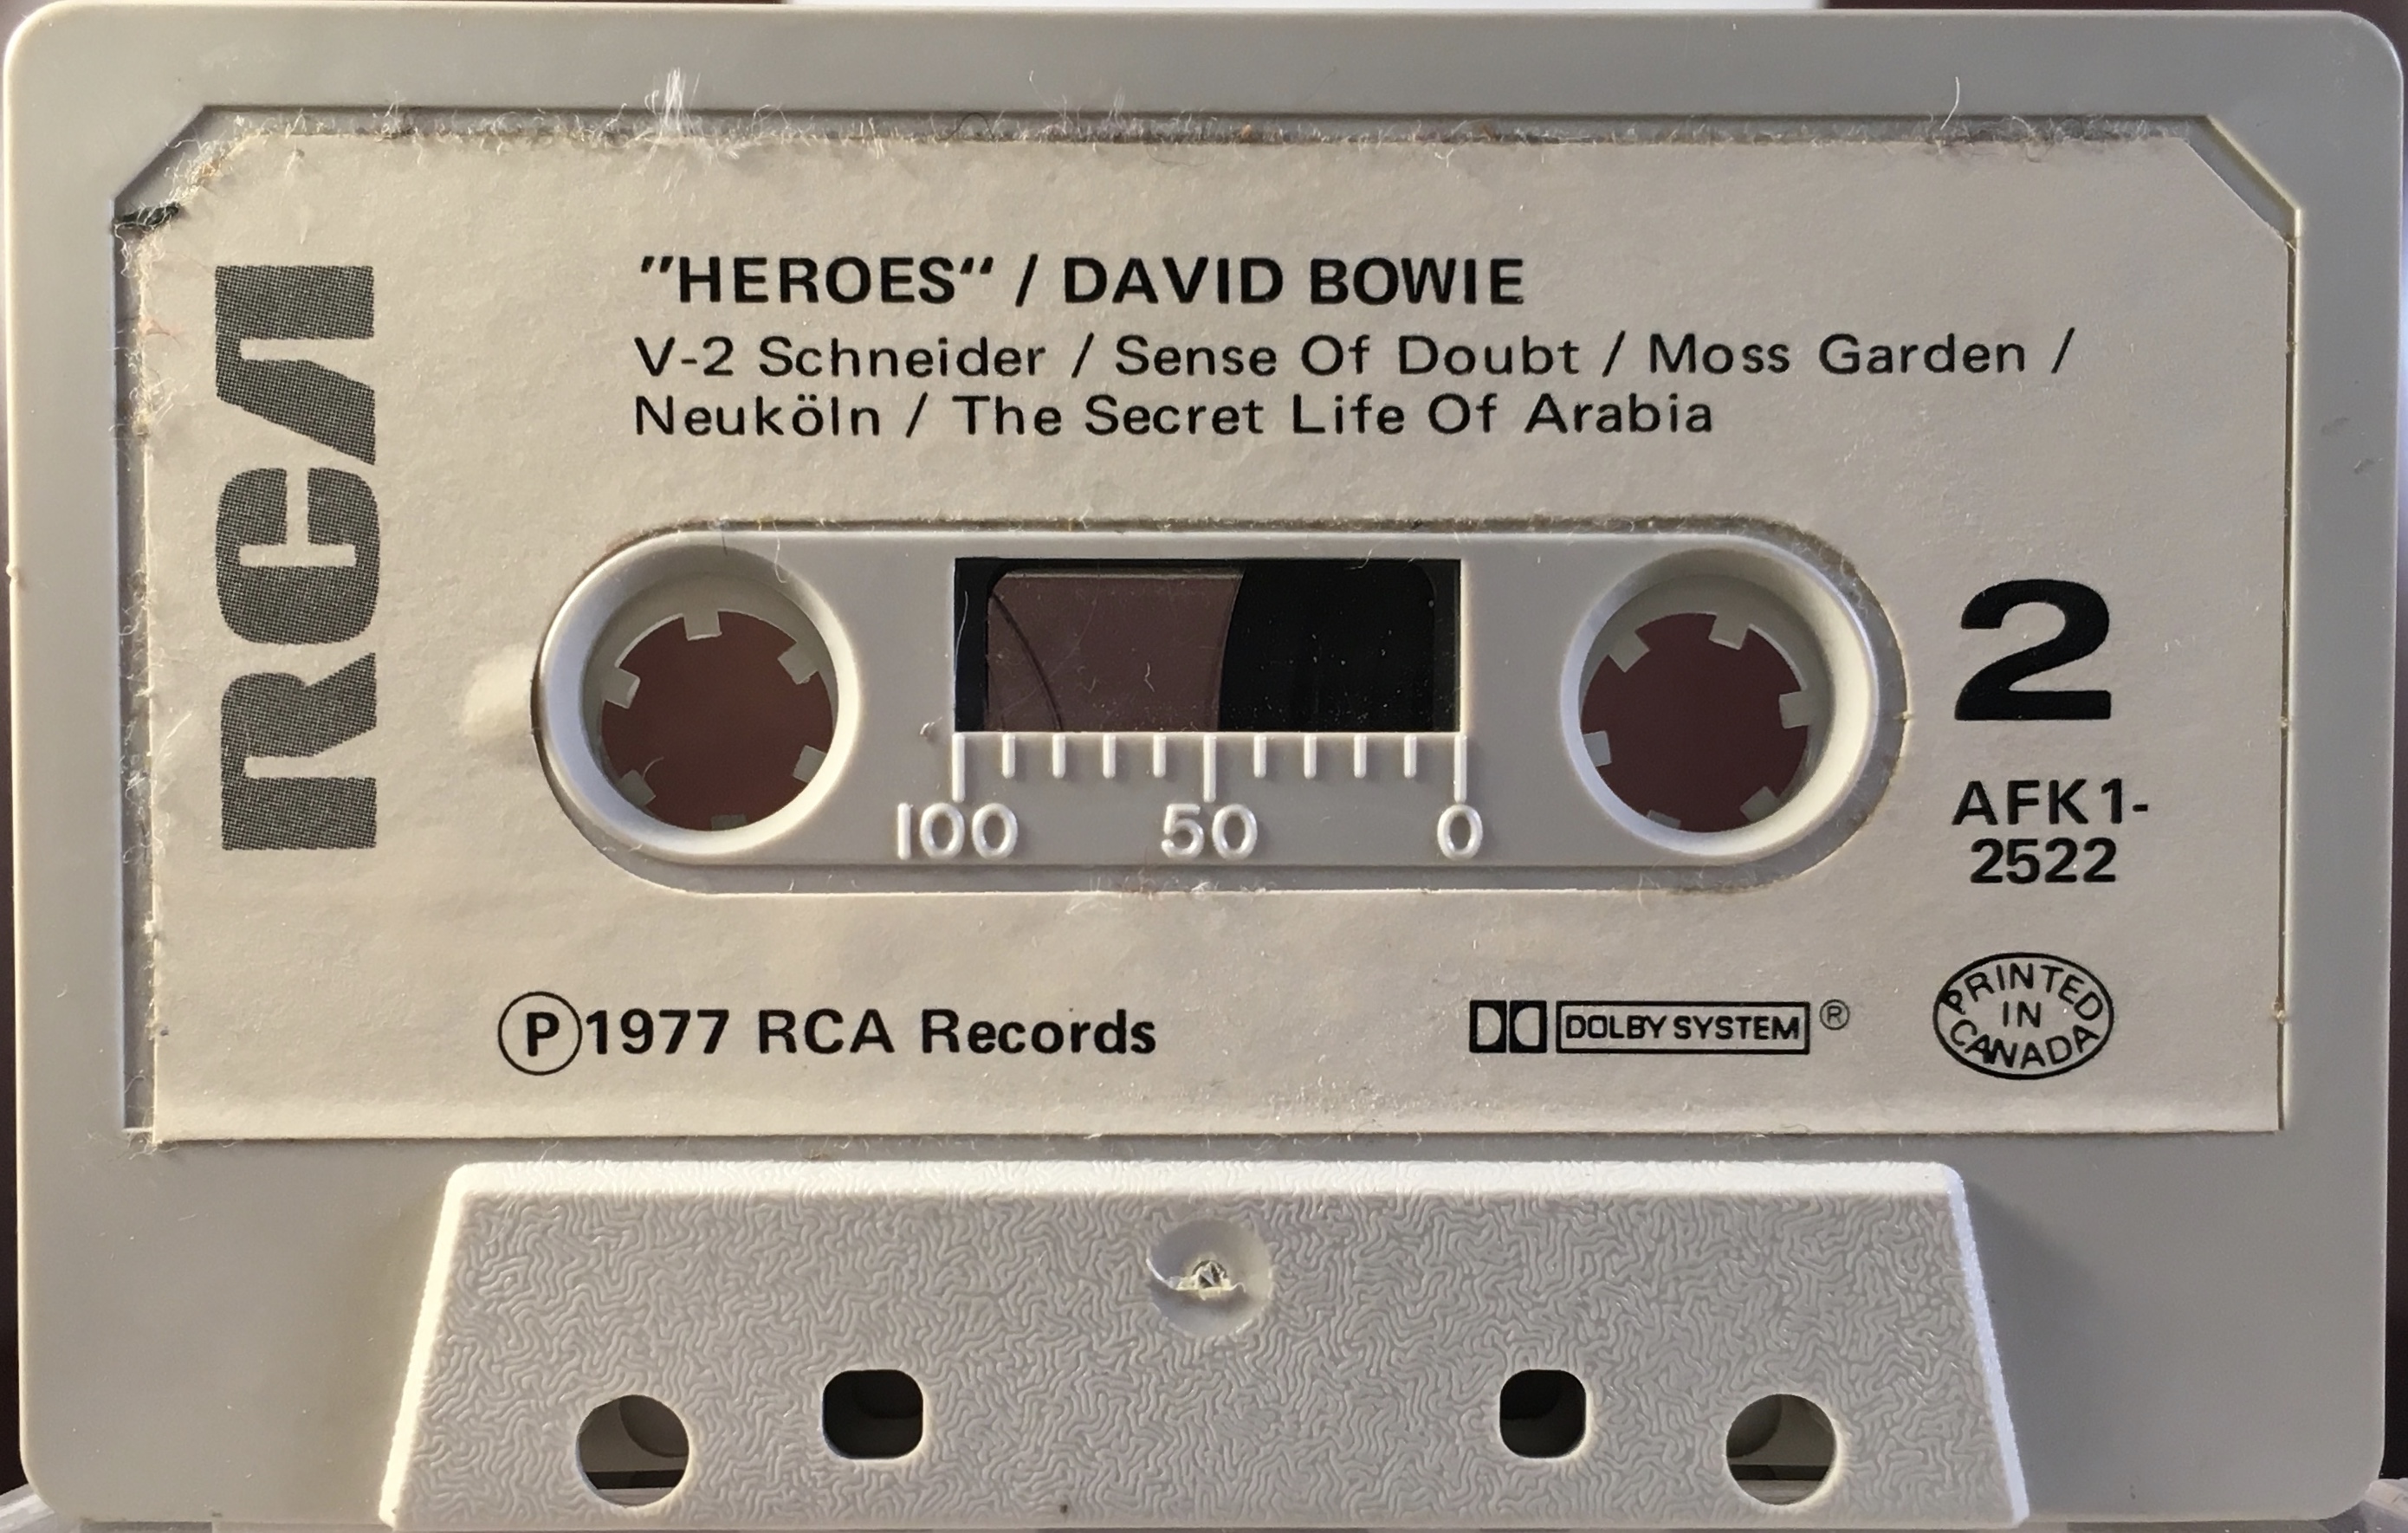 RCA
"HEROES" / DAVID BOWIE
V-2 Schneider / Sense Of Doubt / Moss Garden /
Neuköln / The Secret Life Of Arabia
100 50 0
2
AFK1-
2522
Ⓟ1977 RCA Records
DOLBY SYSTEM®
PRINTED
IN
CANADA